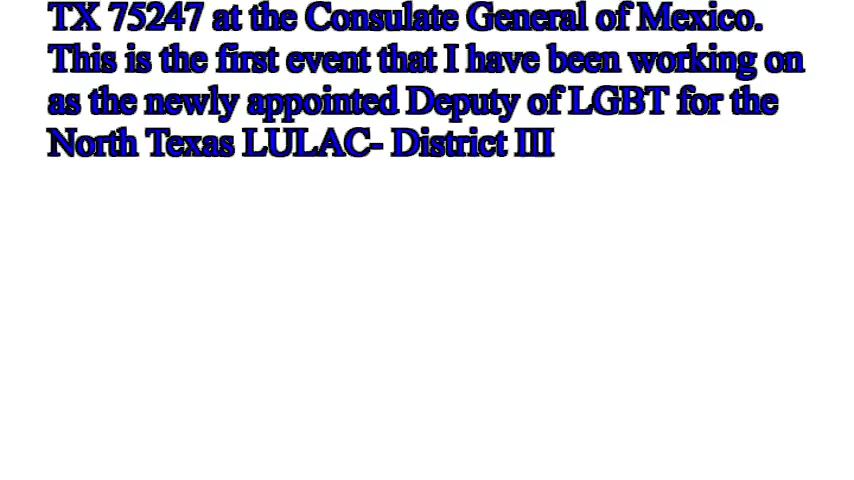 TX 75247 at the Consulate General of Mexico.
This is the first event that I have been working on
as the newly appointed Deputy of LGBT for the
North Texas LULAC- District III